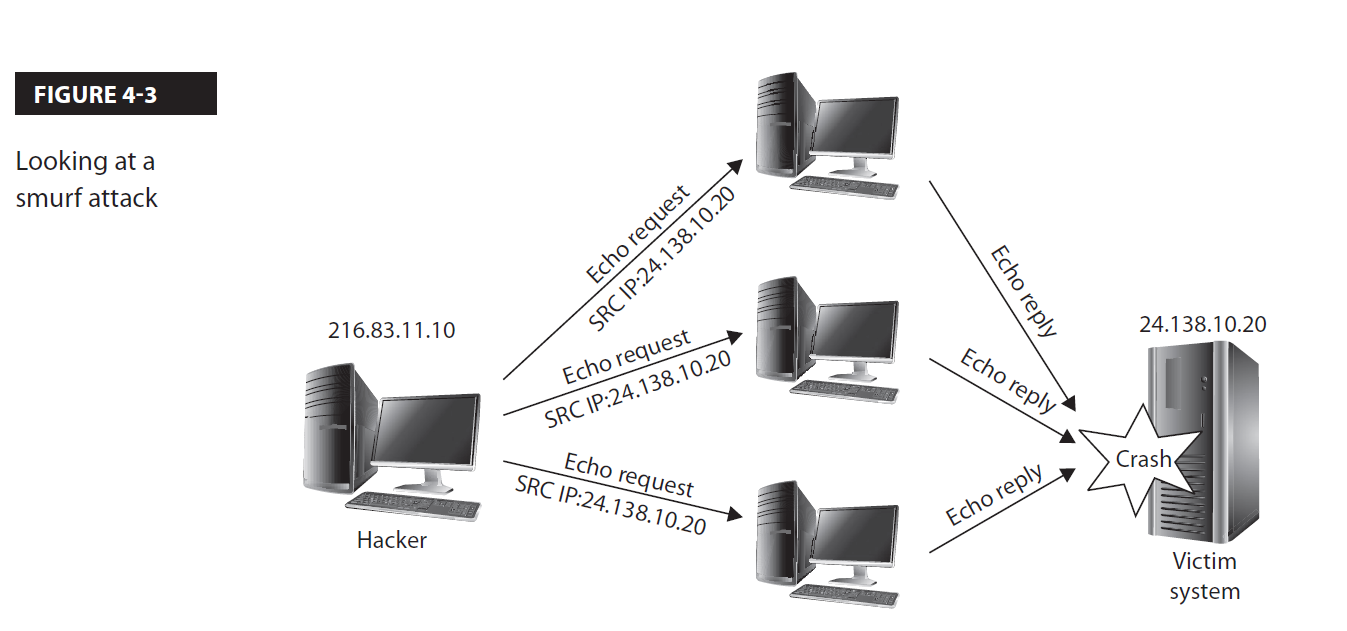 FIGURE 4-3
Looking at a
smurf attack
216.83.11.10
Hacker
Echo request
SRC IP:24.138.10.20
Echo request
SRC IP:24.138.10.20
Echo request
SRC IP:24.138.10.20
Echo reply
Echo reply
Echo reply
24.138.10.20
Crash
Victim
system